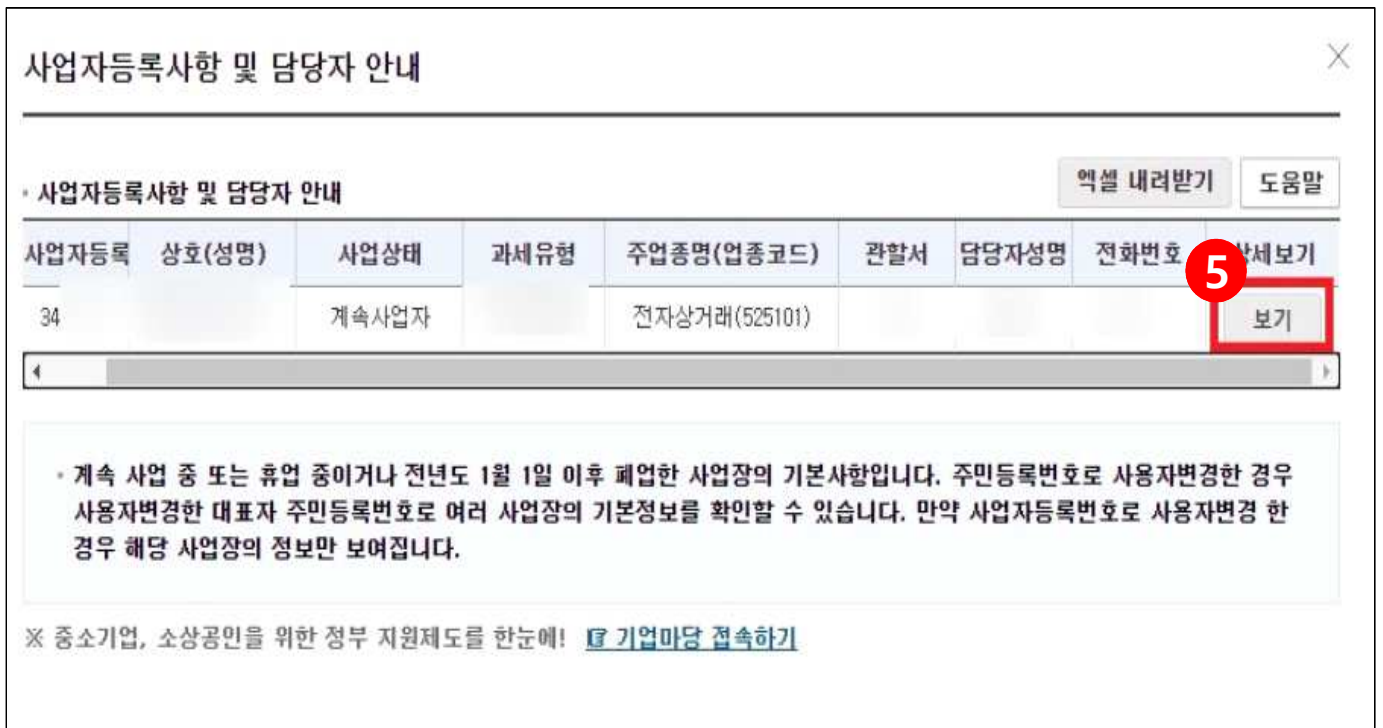 사업자등록사항 및 담당자 안내
• 사업자등록사항 및 담당자 안내
엑셀 내려받기 도움말
사업자등록 상호(성명) 사업상태 과세유형 주업종명(업종코드) 관할서 담당자성명 전화번호 상세보기
5
34 계속사업자 전자상거래(525101) 보기
• 계속 사업 중 또는 휴업 중이거나 전년도 1월 1일 이후 폐업한 사업장의 기본사항입니다. 주민등록번호로 사용자변경한 경우
사용자변경한 대표자 주민등록번호로 여러 사업장의 기본정보를 확인할 수 있습니다. 만약 사업자등록번호로 사용자변경 한
경우 해당 사업장의 정보만 보여집니다.
※ 중소기업, 소상공인을 위한 정부 지원제도를 한눈에! 기업마당 접속하기